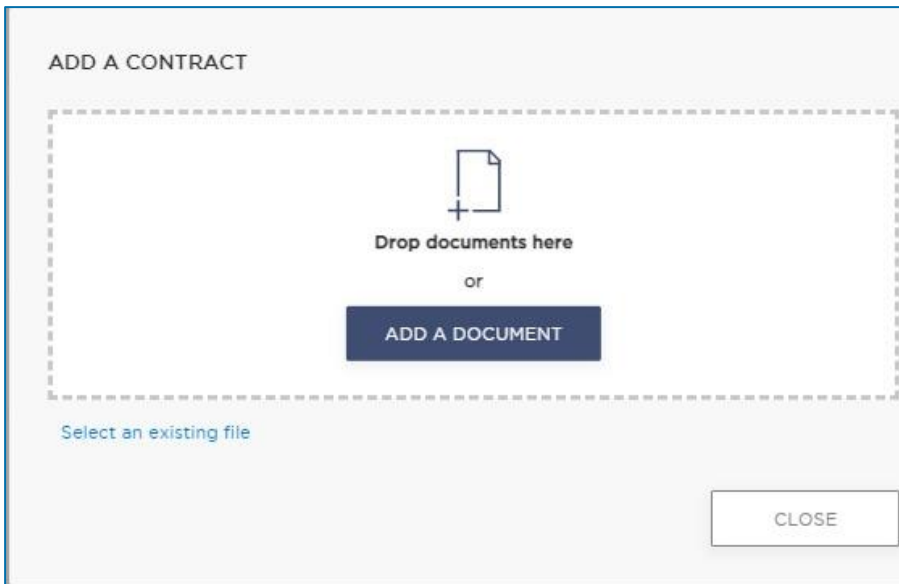 ADD A CONTRACT
Drop documents here
or
ADD A DOCUMENT
Select an existing file
CLOSE